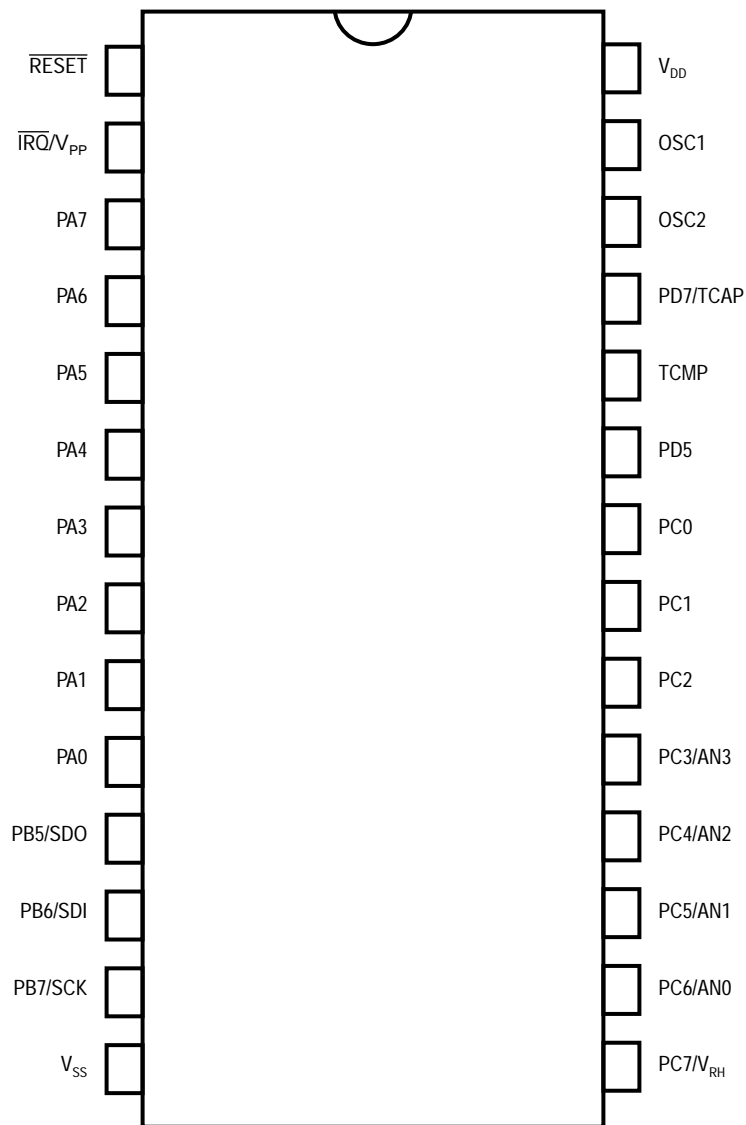 RESET
IRQ/VPP
PA7
PA6
PA5
PA4
PA3
PA2
PA1
PA0
PB5/SDO
PB6/SDI
PB7/SCK
VSS
VDD
OSC1
OSC2
PD7/TCAP
TCMP
PD5
PC0
PC1
PC2
PC3/AN3
PC4/AN2
PC5/AN1
PC6/AN0
PC7/VRH